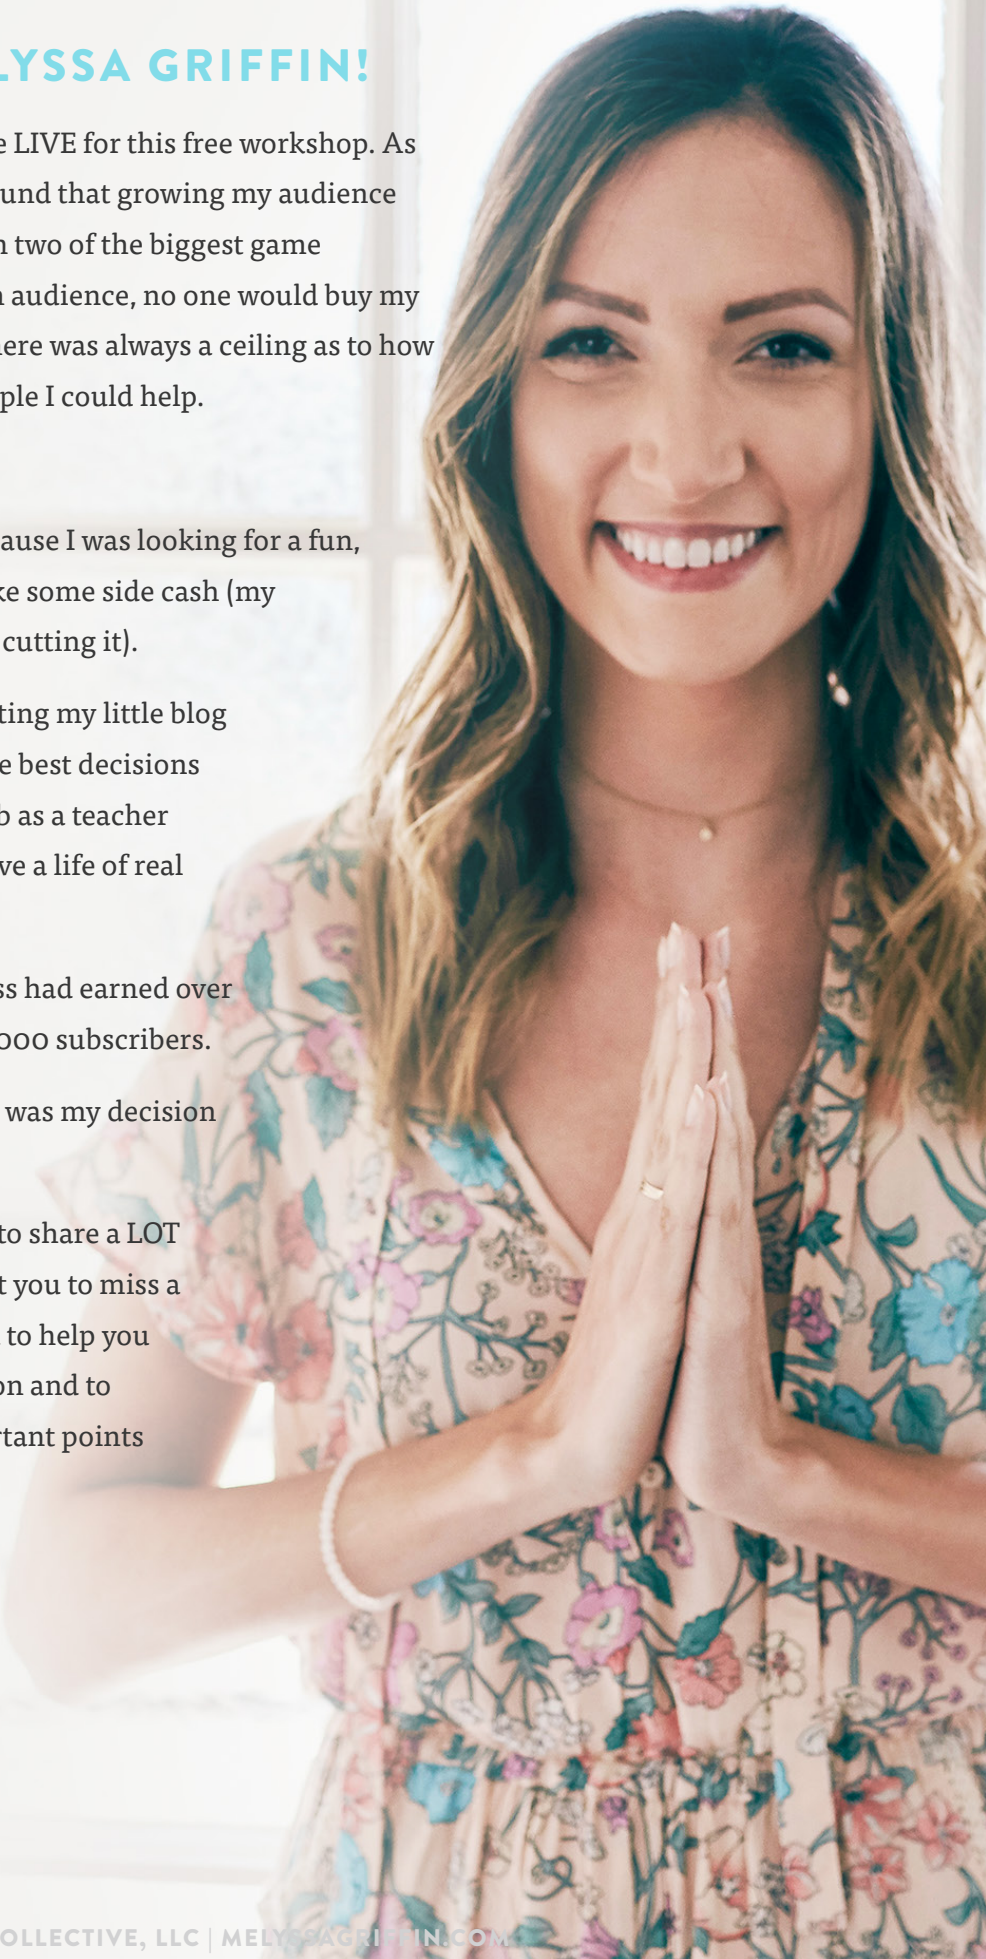 LYSSA GRIFFIN!
e LIVE for this free workshop. As
und that growing my audience
n two of the biggest game
n audience, no one would buy my
ere was always a ceiling as to how
ple I could help.
ause I was looking for a fun,
ke some side cash (my
cutting it).
ting my little blog
e best decisions
b as a teacher
ve a life of real
ss had earned over
000 subscribers.
was my decision
to share a LOT
t you to miss a
to help you
on and to
rtant points
OLLECTIVE, LLC | MELYSSAGRIFFIN.COM